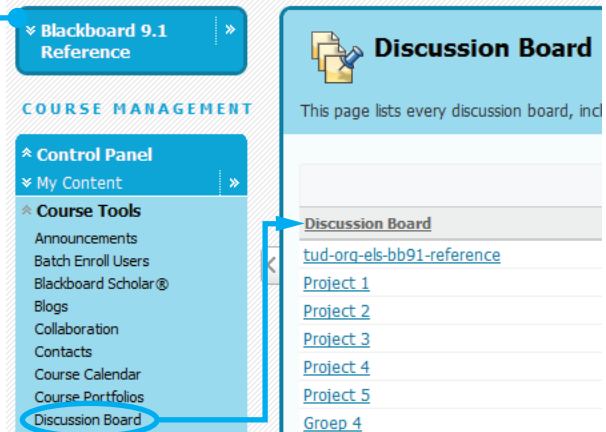 Blackboard 9.1
Reference
COURSE MANAGEMENT
Control Panel
My Content
Course Tools
Announcements
Batch Enroll Users
Blackboard Scholar®
Blogs
Collaboration
Contacts
Course Calendar
Course Portfolios
Discussion Board
Discussion Board
This page lists every discussion board, incl
Discussion Board
tud-org-els-bb91-reference
Project 1
Project 2
Project 3
Project 4
Project 5
Groep 4